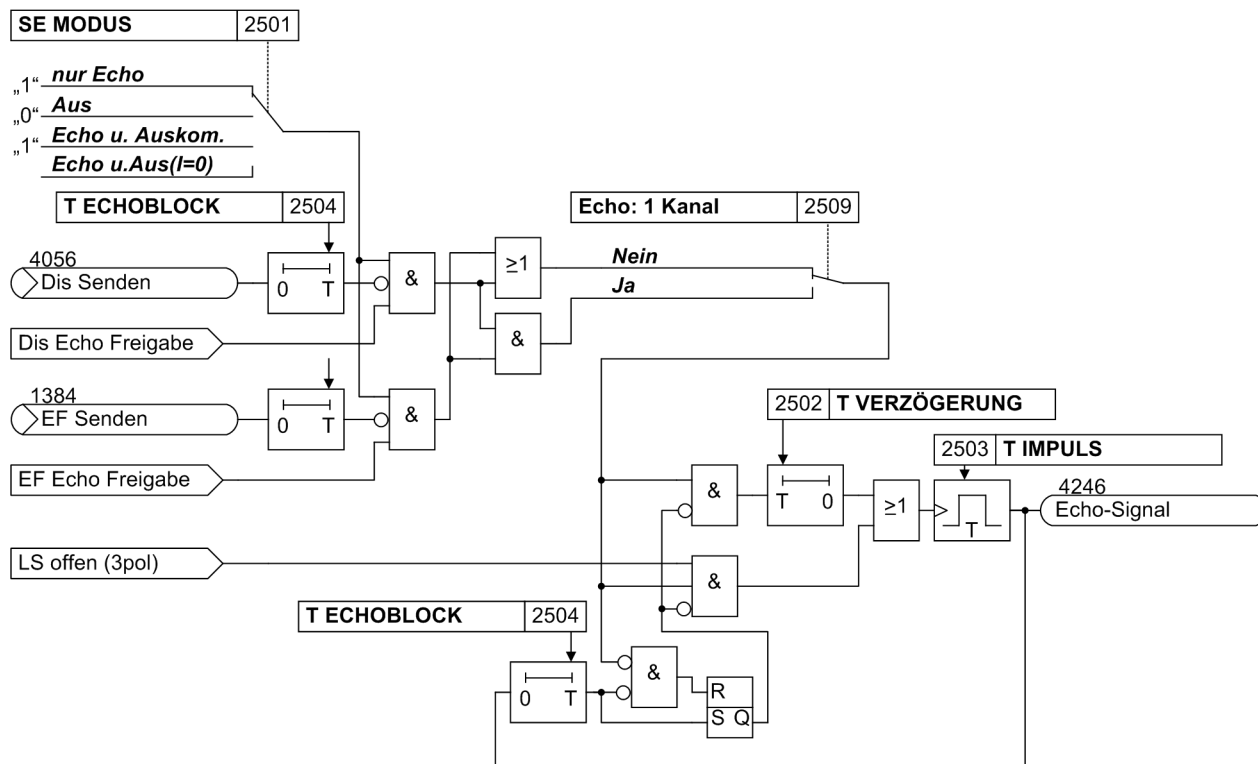 SE MODUS 2501
„1“ nur Echo
„0“ Aus
„1“ Echo u. Auskom.
Echo u.Aus(I=0)
T ECHOBLOCK 2504
Echo: 1 Kanal 2509
4056
Dis Senden
0 T
&
≥1
Nein
Ja
&
Dis Echo Freigabe
1384
EF Senden
0 T
&
EF Echo Freigabe
2502 T VERZÖGERUNG
2503 T IMPULS
&
T 0
≥1
T
4246
Echo-Signal
LS offen (3pol)
&
T ECHOBLOCK 2504
0 T
&
R
S Q